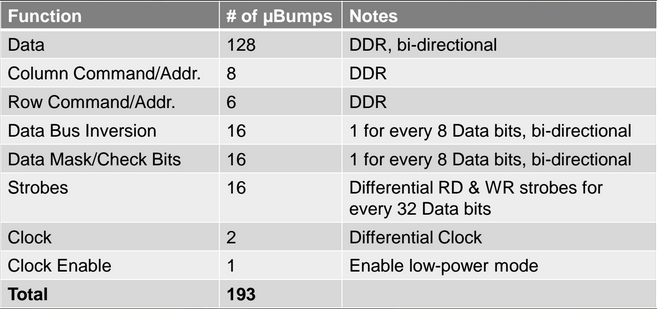 Function # of µBumps Notes
Data 128 DDR, bi-directional
Column Command/Addr. 8 DDR
Row Command/Addr. 6 DDR
Data Bus Inversion 16 1 for every 8 Data bits, bi-directional
Data Mask/Check Bits 16 1 for every 8 Data bits, bi-directional
Strobes 16 Differential RD & WR strobes for
every 32 Data bits
Clock 2 Differential Clock
Clock Enable 1 Enable low-power mode
Total 193